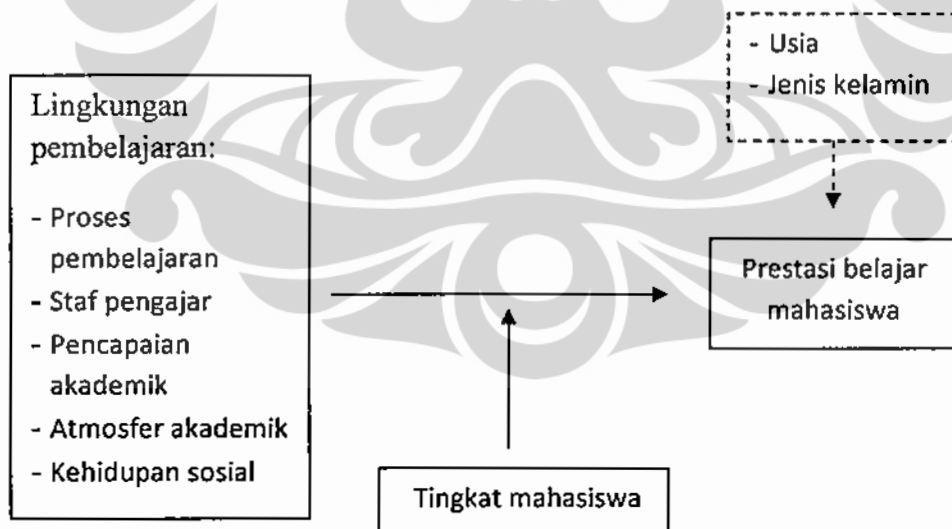 - Usia
- Jenis kelamin
Lingkungan
pembelajaran:
- Proses
pembelajaran
- Staf pengajar
- Pencapaian
akademik
- Atmosfer akademik
- Kehidupan sosial
Prestasi belajar
mahasiswa
Tingkat mahasiswa